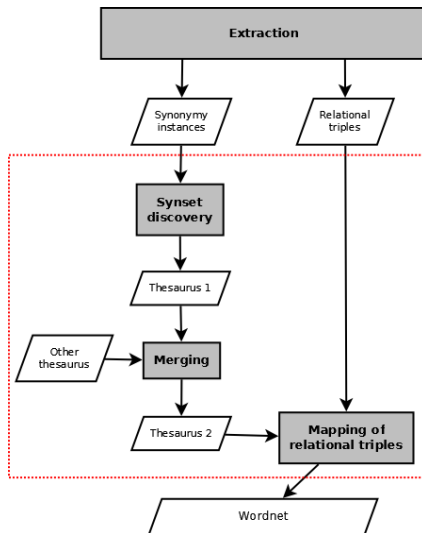 Extraction
Synonymy
instances
Relational
triples
Synset
discovery
Thesaurus 1
Other
thesaurus
Merging
Thesaurus 2
Mapping of
relational triples
Wordnet